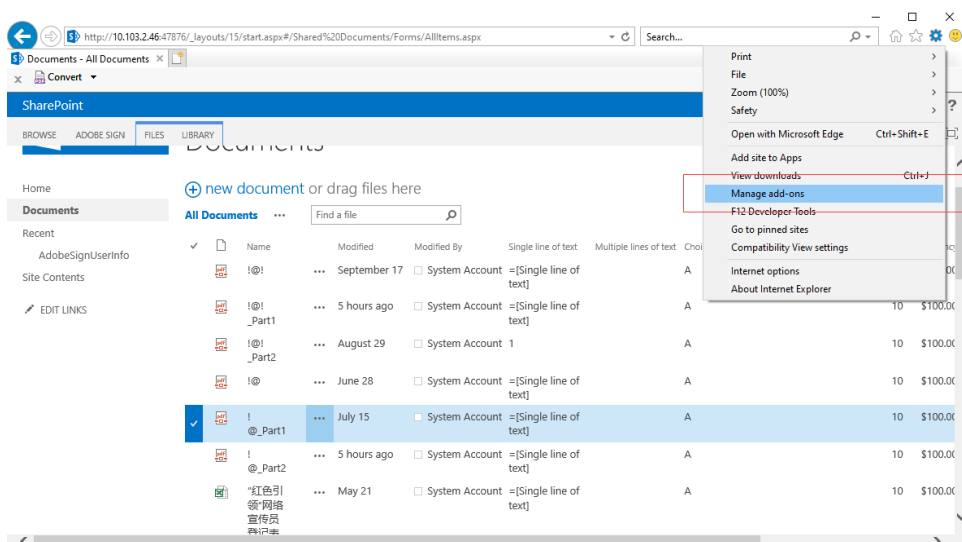 http://10.103.2.46:47876/_layouts/15/start.aspx#/Shared%20Documents/Forms/AllItems.aspx
Search...
Documents - All Documents
x Convert
SharePoint
?
BROWSE ADOBE SIGN FILES LIBRARY
Print
File
Zoom (100%)
Safety
Open with Microsoft Edge Ctrl+Shift+E
Add site to Apps
View downloads Ctrl+J
Manage add-ons
F12 Developer Tools
Go to pinned sites
Compatibility View settings
Internet options
About Internet Explorer
Documents
Home
Documents
Recent
AdobeSignUserInfo
Site Contents
EDIT LINKS
new document or drag files here
All Documents ...
Find a file
Name Modified Modified By Single line of text Multiple lines of text
!@! ... September 17 System Account =[Single line of text] A
!@!_Part1 ... 5 hours ago System Account =[Single line of text] A 10 $100.00
!@!_Part2 ... August 29 System Account 1 A 10 $100.00
!@ ... June 28 System Account =[Single line of text] A 10 $100.00
!@_Part1 ... July 15 System Account =[Single line of text] A 10 $100.00
!@_Part2 ... 5 hours ago System Account =[Single line of text] A 10 $100.00
"红色引领"网络宣传员登记表 ... May 21 System Account =[Single line of text] A 10 $100.00